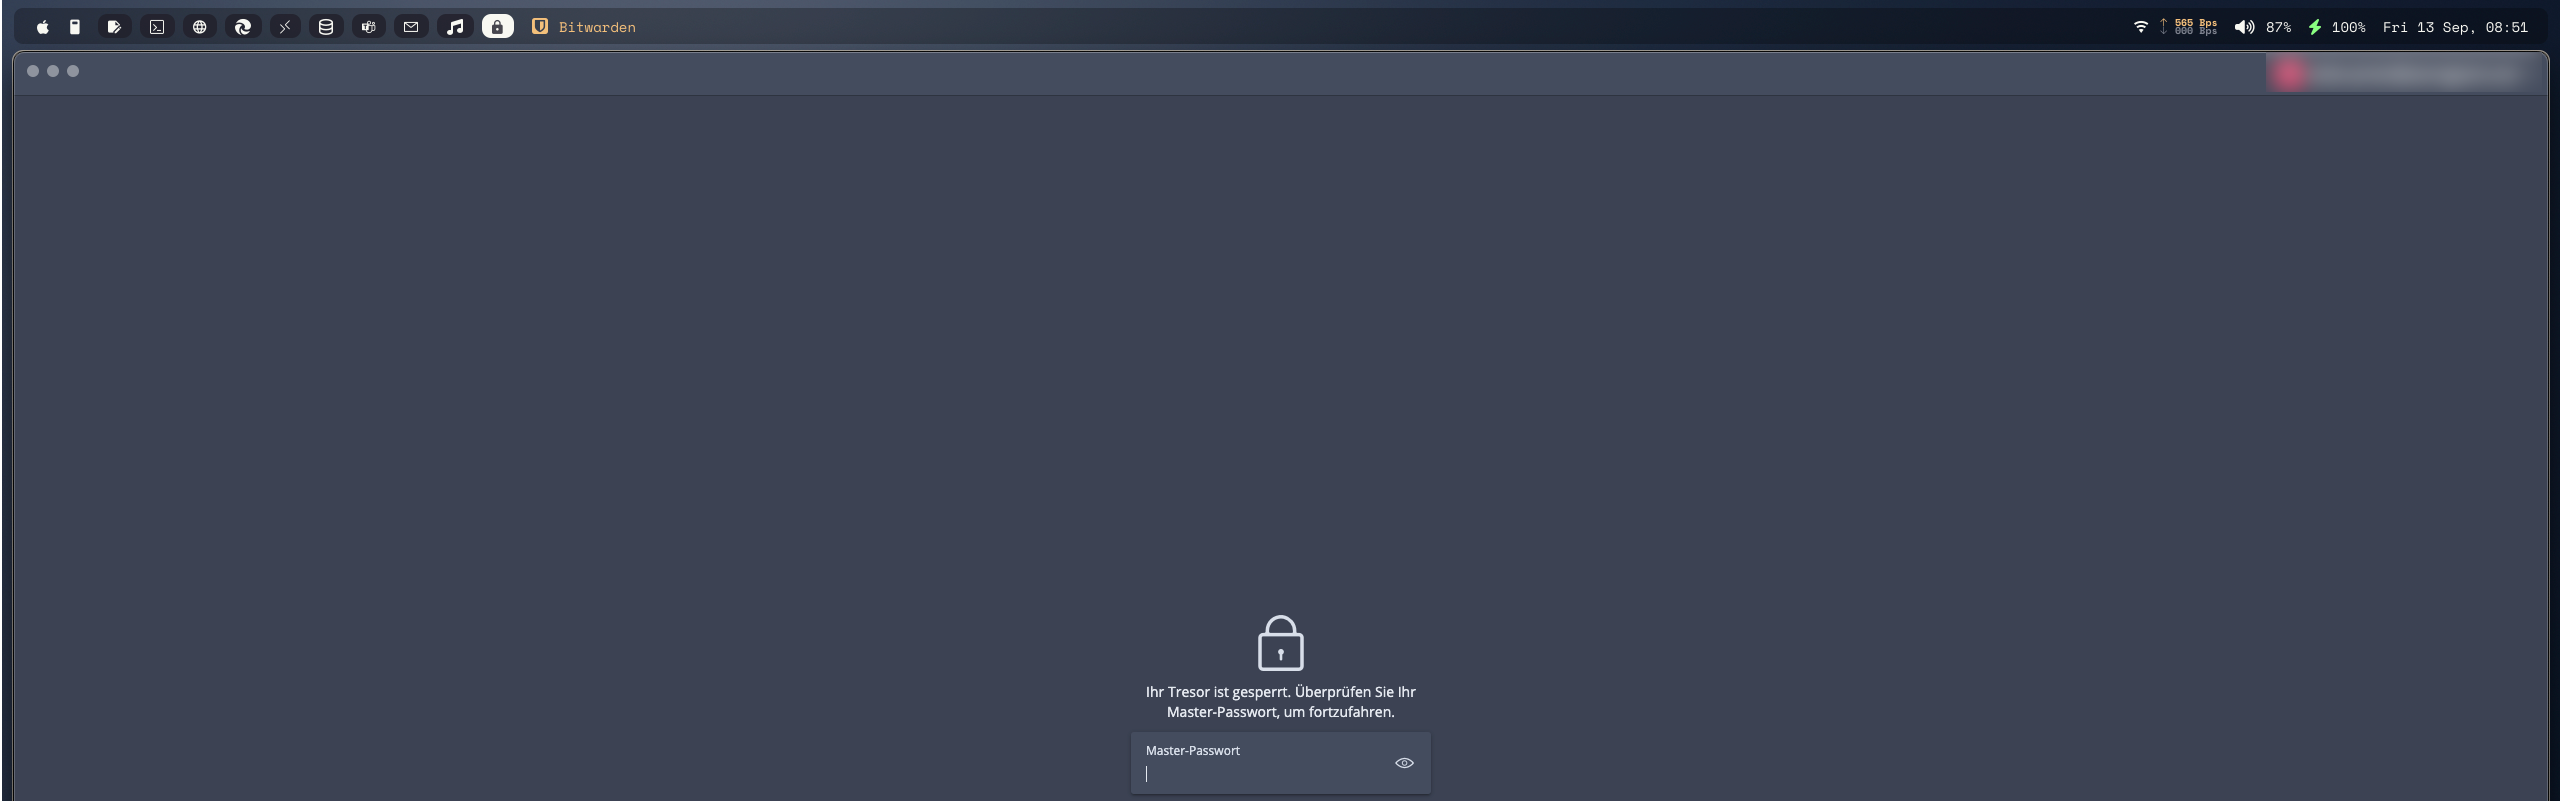 Bitwarden
565 Bps
000 Bps
87%
100%
Fri 13 Sep, 08:51
Ihr Tresor ist gesperrt. Überprüfen Sie Ihr
Master-Passwort, um fortzufahren.
Master-Passwort